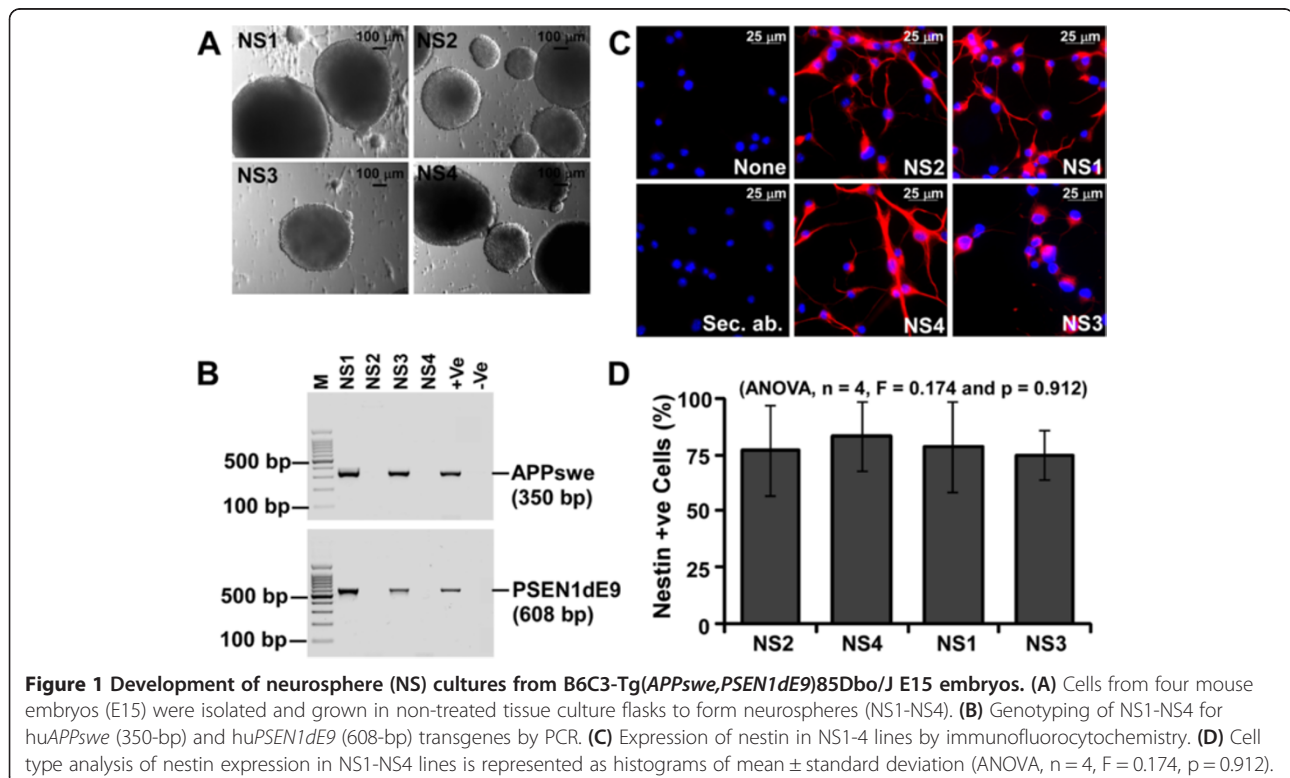 A
NS1
100 μm
NS2
100 μm
NS3
100 μm
NS4
100 μm
C
25 μm
None
25 μm
NS2
25 μm
NS1
25 μm
Sec. ab.
25 μm
NS4
25 μm
NS3
B
M
NS1
NS2
NS3
NS4
+Ve
-Ve
500 bp
100 bp
APPswe
(350 bp)
500 bp
100 bp
PSEN1dE9
(608 bp)
D
(ANOVA, n = 4, F = 0.174 and p = 0.912)
Nestin +ve Cells (%)
100
75
50
25
0
NS2 NS4 NS1 NS3
Figure 1 Development of neurosphere (NS) cultures from B6C3-Tg(APPswe,PSEN1dE9)85Dbo/J E15 embryos. (A) Cells from four mouse
embryos (E15) were isolated and grown in non-treated tissue culture flasks to form neurospheres (NS1-NS4). (B) Genotyping of NS1-NS4 for
huAPPswe (350-bp) and huPSEN1dE9 (608-bp) transgenes by PCR. (C) Expression of nestin in NS1-4 lines by immunofluorocytochemistry. (D) Cell
type analysis of nestin expression in NS1-NS4 lines is represented as histograms of mean ± standard deviation (ANOVA, n = 4, F = 0.174, p = 0.912).